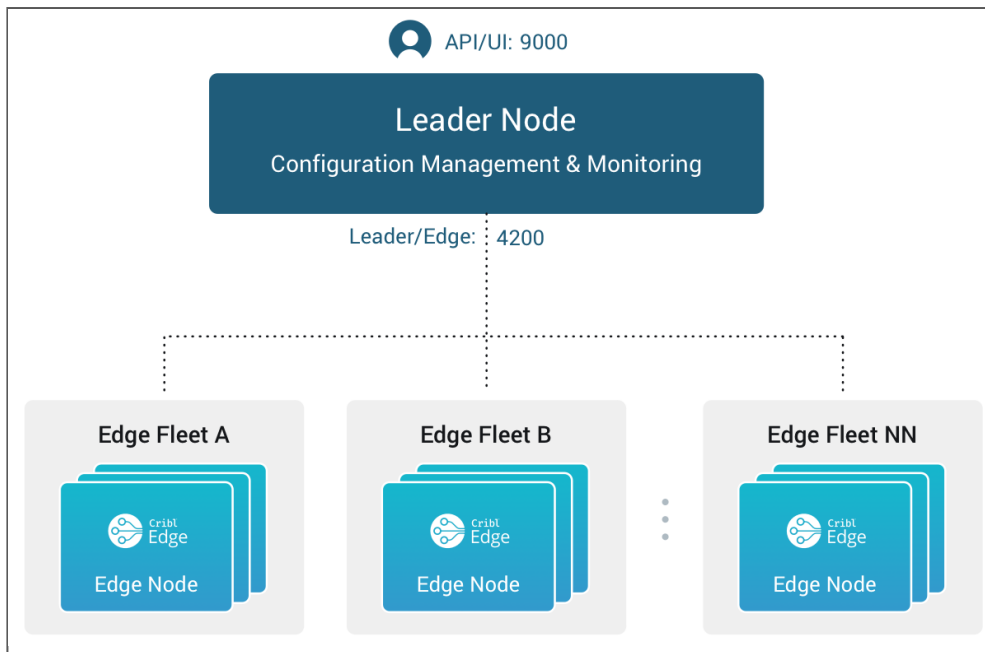 API/UI: 9000
Leader Node
Configuration Management & Monitoring
Leader/Edge: 4200
Edge Fleet A
Cribl
Edge
Edge Node
Edge Fleet B
Cribl
Edge
Edge Node
Edge Fleet NN
Cribl
Edge
Edge Node